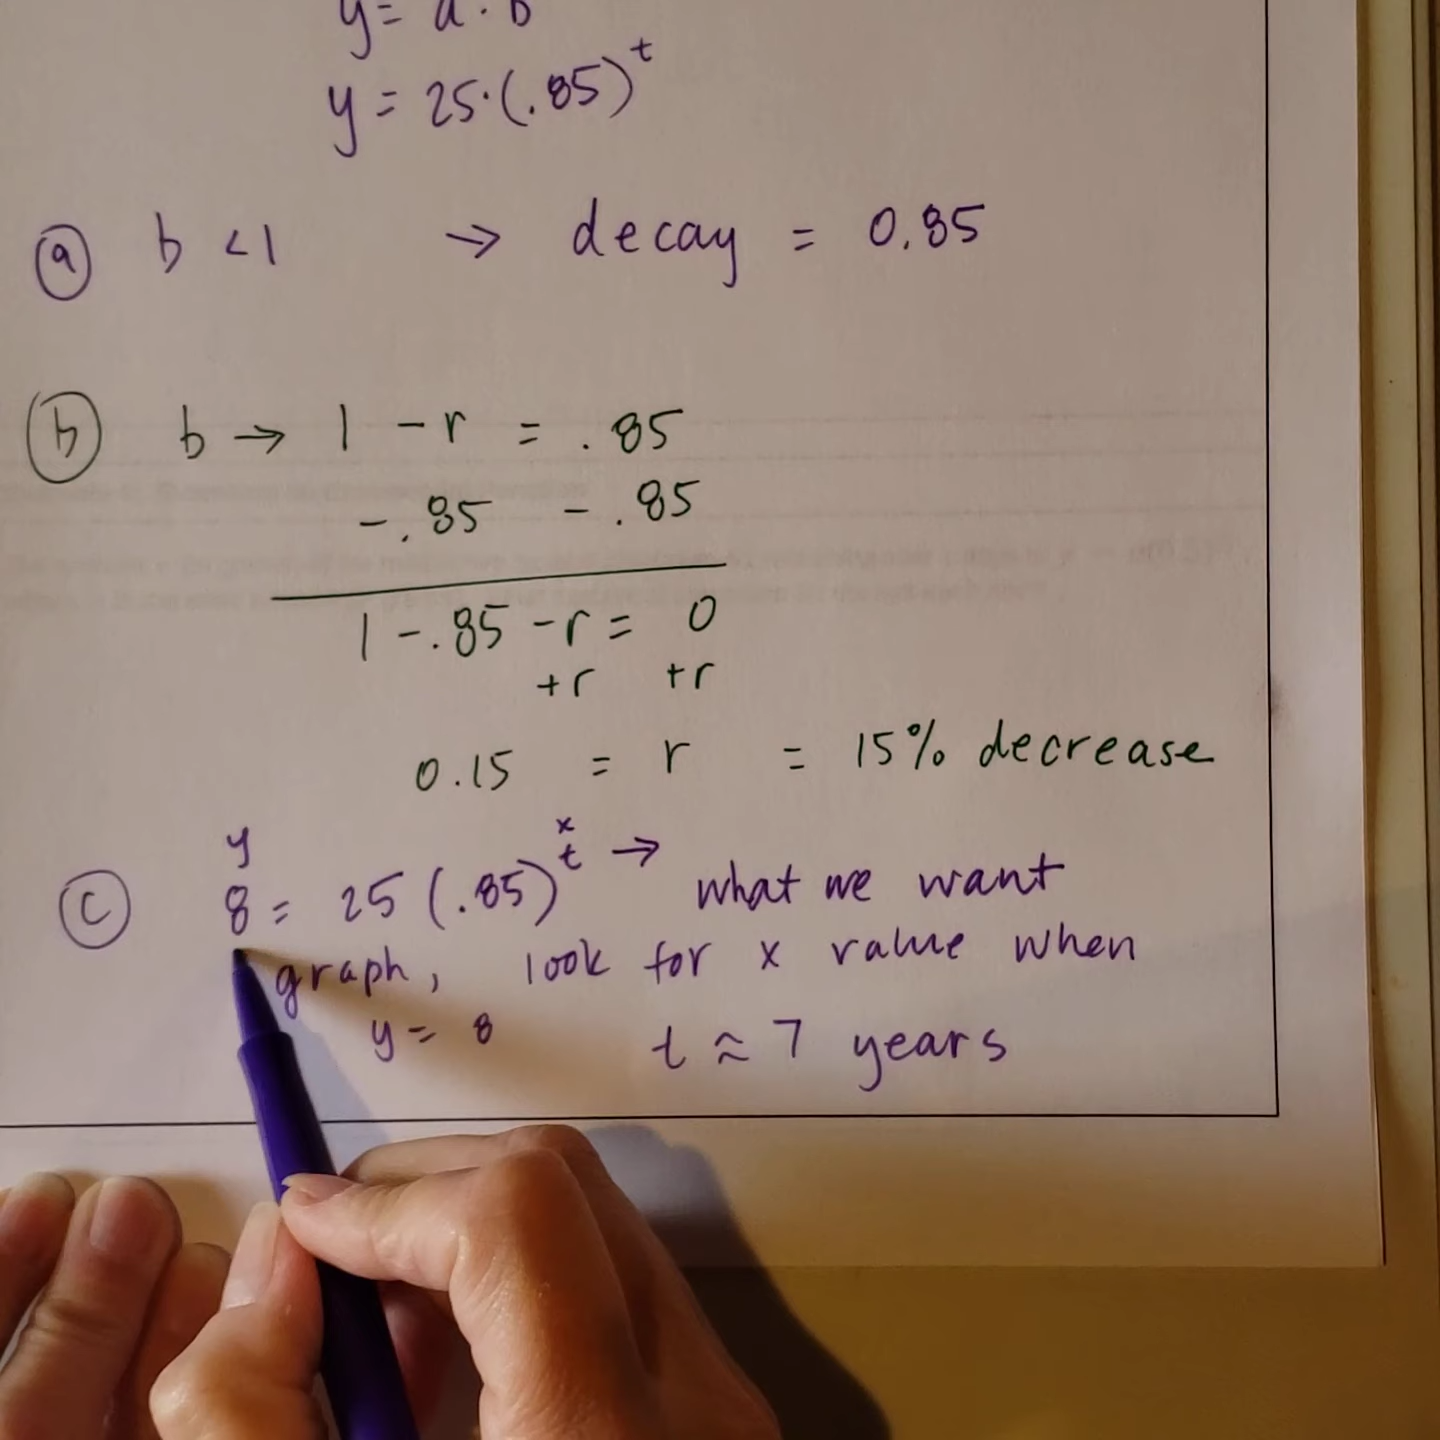 y = a · b
y = 25·(.85)^t
(a) b < 1 → decay = 0.85
(b) b → 1 - r = .85
- .85 - .85
1 - .85 - r = 0
+r +r
0.15 = r = 15% decrease
y x
(c) 8 = 25 (.85)^t → what we want
graph, look for x value when
y = 8 t ≈ 7 years